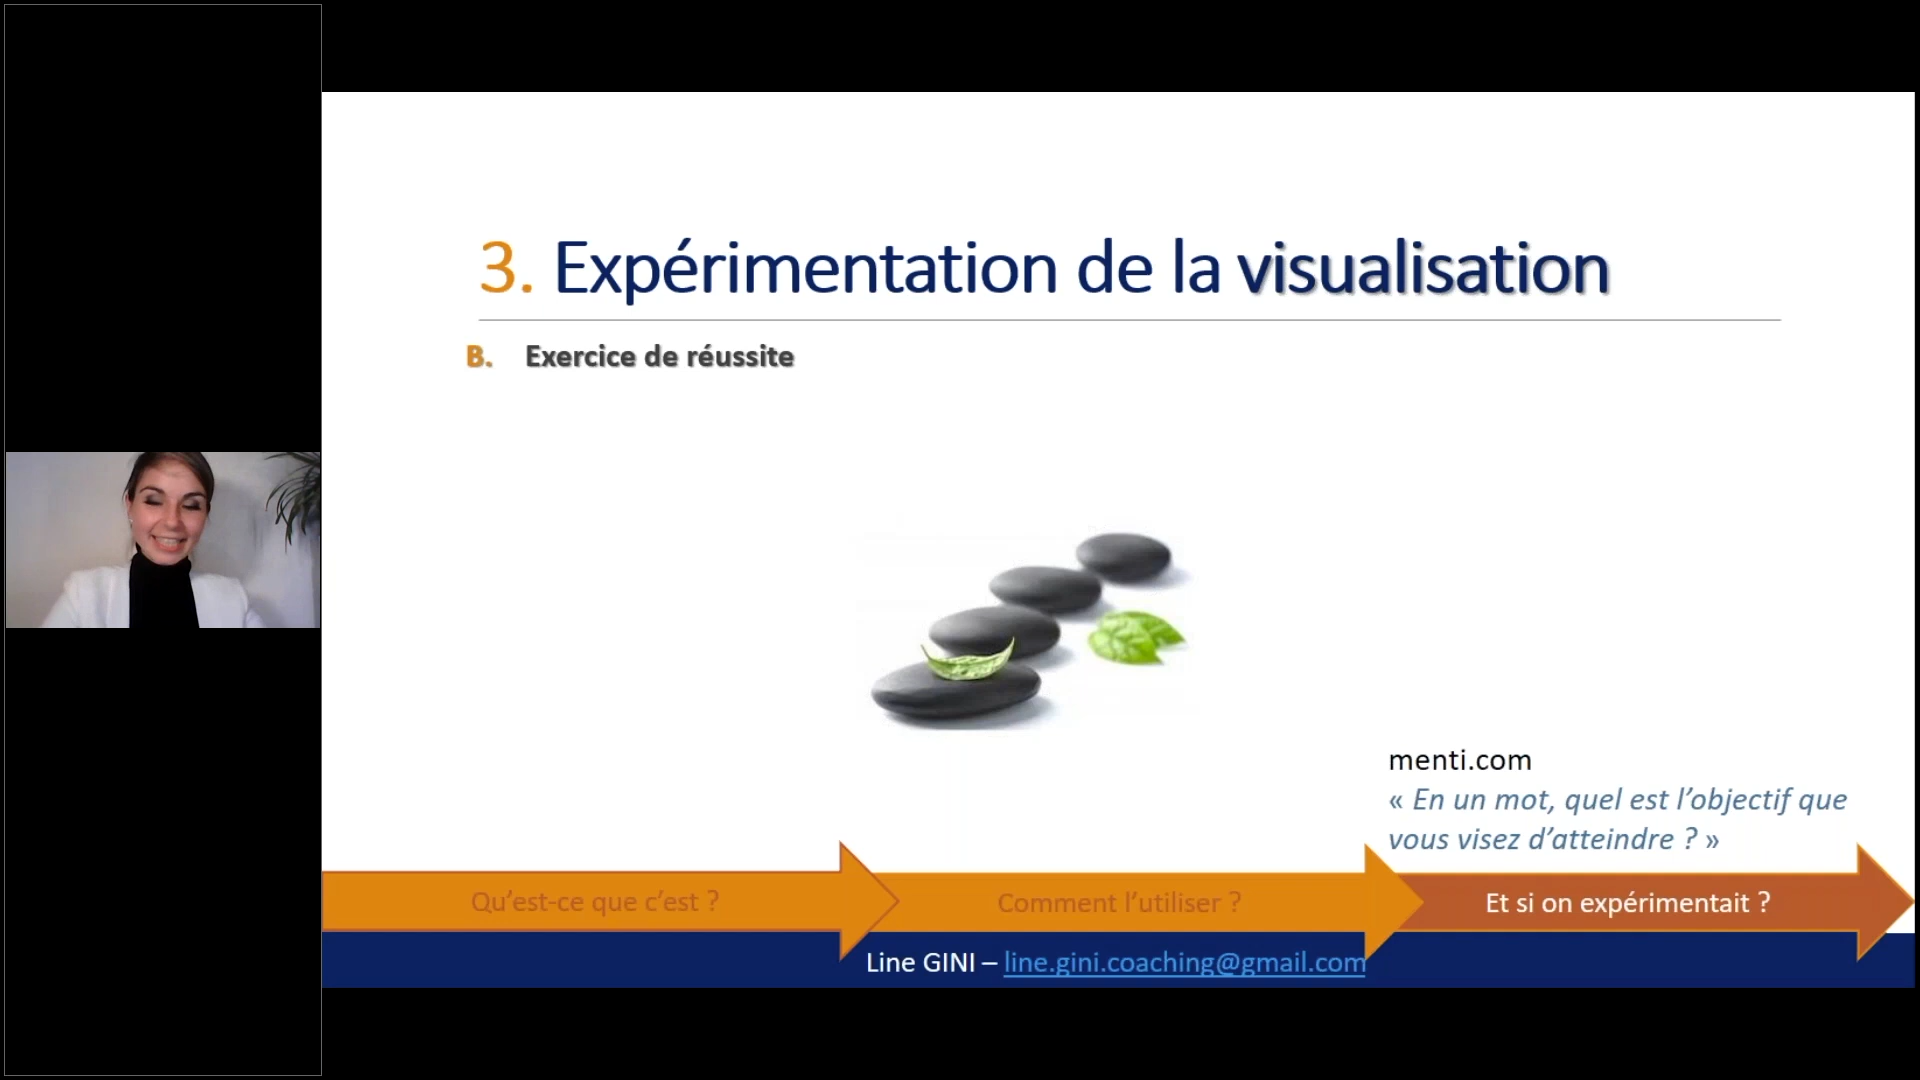 3. Expérimentation de la visualisation
B. Exercice de réussite
menti.com
« En un mot, quel est l’objectif que
vous visez d’atteindre ? »
Qu’est-ce que c’est ?
Comment l’utiliser ?
Et si on expérimentait ?
Line GINI – line.gini.coaching@gmail.com